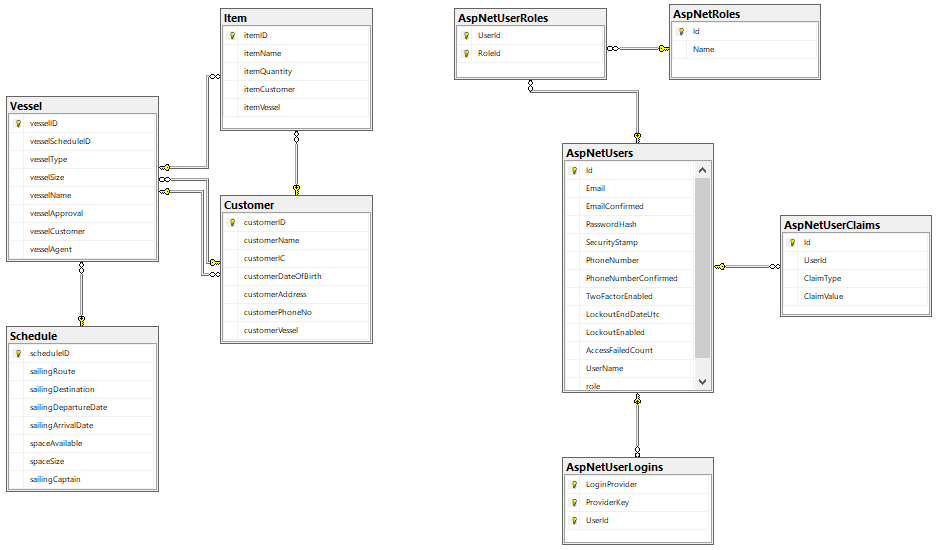 Item
itemID
itemName
itemQuantity
itemCustomer
itemVessel
Vessel
vesselID
vesselScheduleID
vesselType
vesselSize
vesselName
vesselApproval
vesselCustomer
vesselAgent
Customer
customerID
customerName
customerIC
customerDateOfBirth
customerAddress
customerPhoneNo
customerVessel
Schedule
scheduleID
sailingRoute
sailingDestination
sailingDepartureDate
sailingArrivalDate
spaceAvailable
spaceSize
sailingCaptain
AspNetUserRoles
UserId
RoleId
AspNetRoles
Id
Name
AspNetUsers
Id
Email
EmailConfirmed
PasswordHash
SecurityStamp
PhoneNumber
PhoneNumberConfirmed
TwoFactorEnabled
LockoutEndDateUtc
LockoutEnabled
AccessFailedCount
UserName
role
AspNetUserClaims
Id
UserId
ClaimType
ClaimValue
AspNetUserLogins
LoginProvider
ProviderKey
UserId